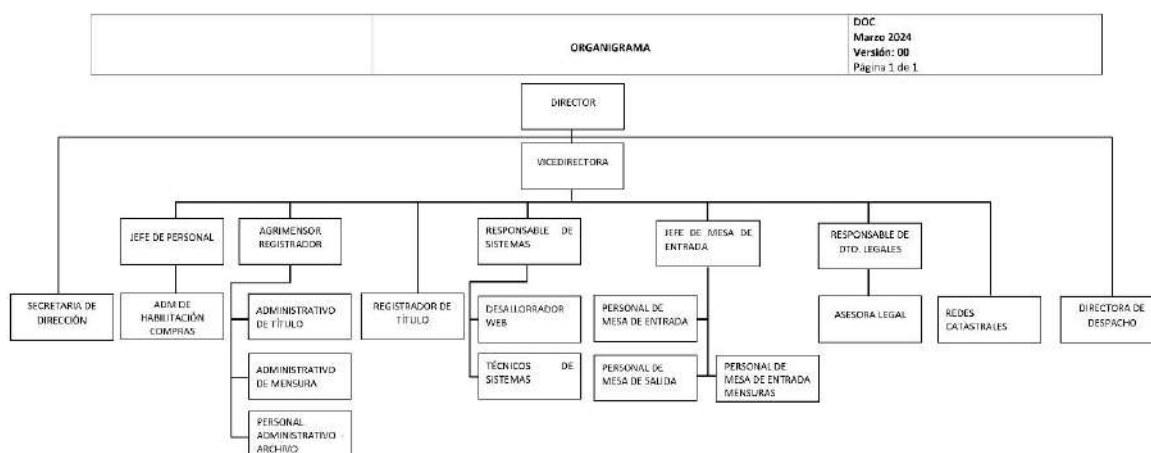 DOC
Marzo 2024
ORGANIGRAMA
Versión: 00
Página 1 de 1
DIRECTOR
VICEDIRECTORA
JEFE DE PERSONAL
AGRIMENSOR
REGISTRADOR
RESPONSABLE DE
SISTEMAS
JEFE DE MESA DE
ENTRADA
RESPONSABLE DE
DTO. LEGALES
SECRETARIA DE
DIRECCIÓN
ADM DE
HABILITACIÓN
COMPRAS
ADMINISTRATIVO
DE TÍTULO
REGISTRADOR DE
TÍTULO
DESALLORRADOR
WEB
PERSONAL DE
MESA DE ENTRADA
ASESORA LEGAL
REDES
CATASTRALES
DIRECTORA DE
DESPACHO
ADMINISTRATIVO
DE MENSURA
TÉCNICOS DE
SISTEMAS
PERSONAL DE
MESA DE SALIDA
PERSONAL DE
MESA DE ENTRADA
MENSURAS
PERSONAL
ADMINISTRATIVO -
ARCHIVO